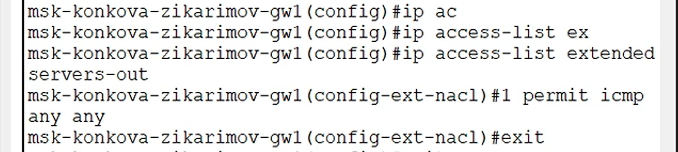 msk-konkova-zikarimov-gw1(config)#ip ac
msk-konkova-zikarimov-gw1(config)#ip access-list ex
msk-konkova-zikarimov-gw1(config)#ip access-list extended
servers-out
msk-konkova-zikarimov-gw1(config-ext-nacl)#1 permit icmp
any any
msk-konkova-zikarimov-gw1(config-ext-nacl)#exit